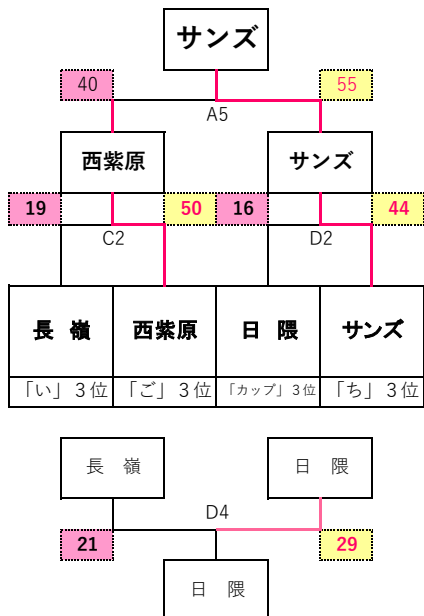 サンズ
40 55
A5
西紫原 サンズ
19 50 16 44
C2 D2
長 嶺 西紫原 日 隈 サンズ
「い」３位 「ご」３位 「カップ」３位 「ち」３位
長 嶺 日 隈
D4
21 29
日 隈